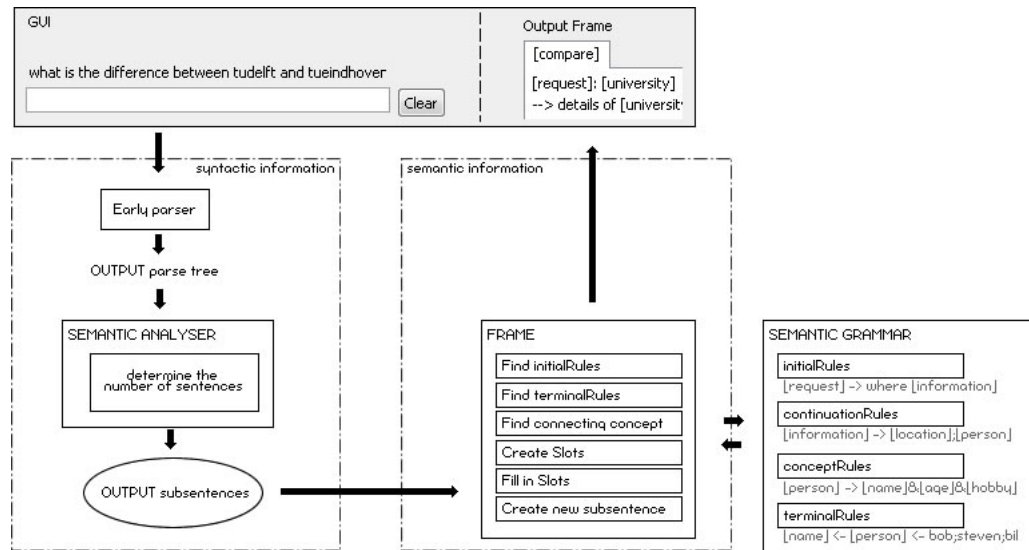 GUI
what is the difference between tudelft and tueindhover
Clear
Output Frame
[compare]
[request]: [university]
--> details of [universit
syntactic information
Early parser
OUTPUT parse tree
SEMANTIC ANALYSER
determine the
number of sentences
OUTPUT subsentences
semantic information
FRAME
Find initialRules
Find terminalRules
Find connecting concept
Create Slots
Fill in Slots
Create new subsentence
SEMANTIC GRAMMAR
initialRules
[request] -> where [information]
continuationRules
[information] -> [location];[person]
conceptRules
[person] -> [name]&[age]&[hobby]
terminalRules
[name] <- [person] <- bob;steven;bil